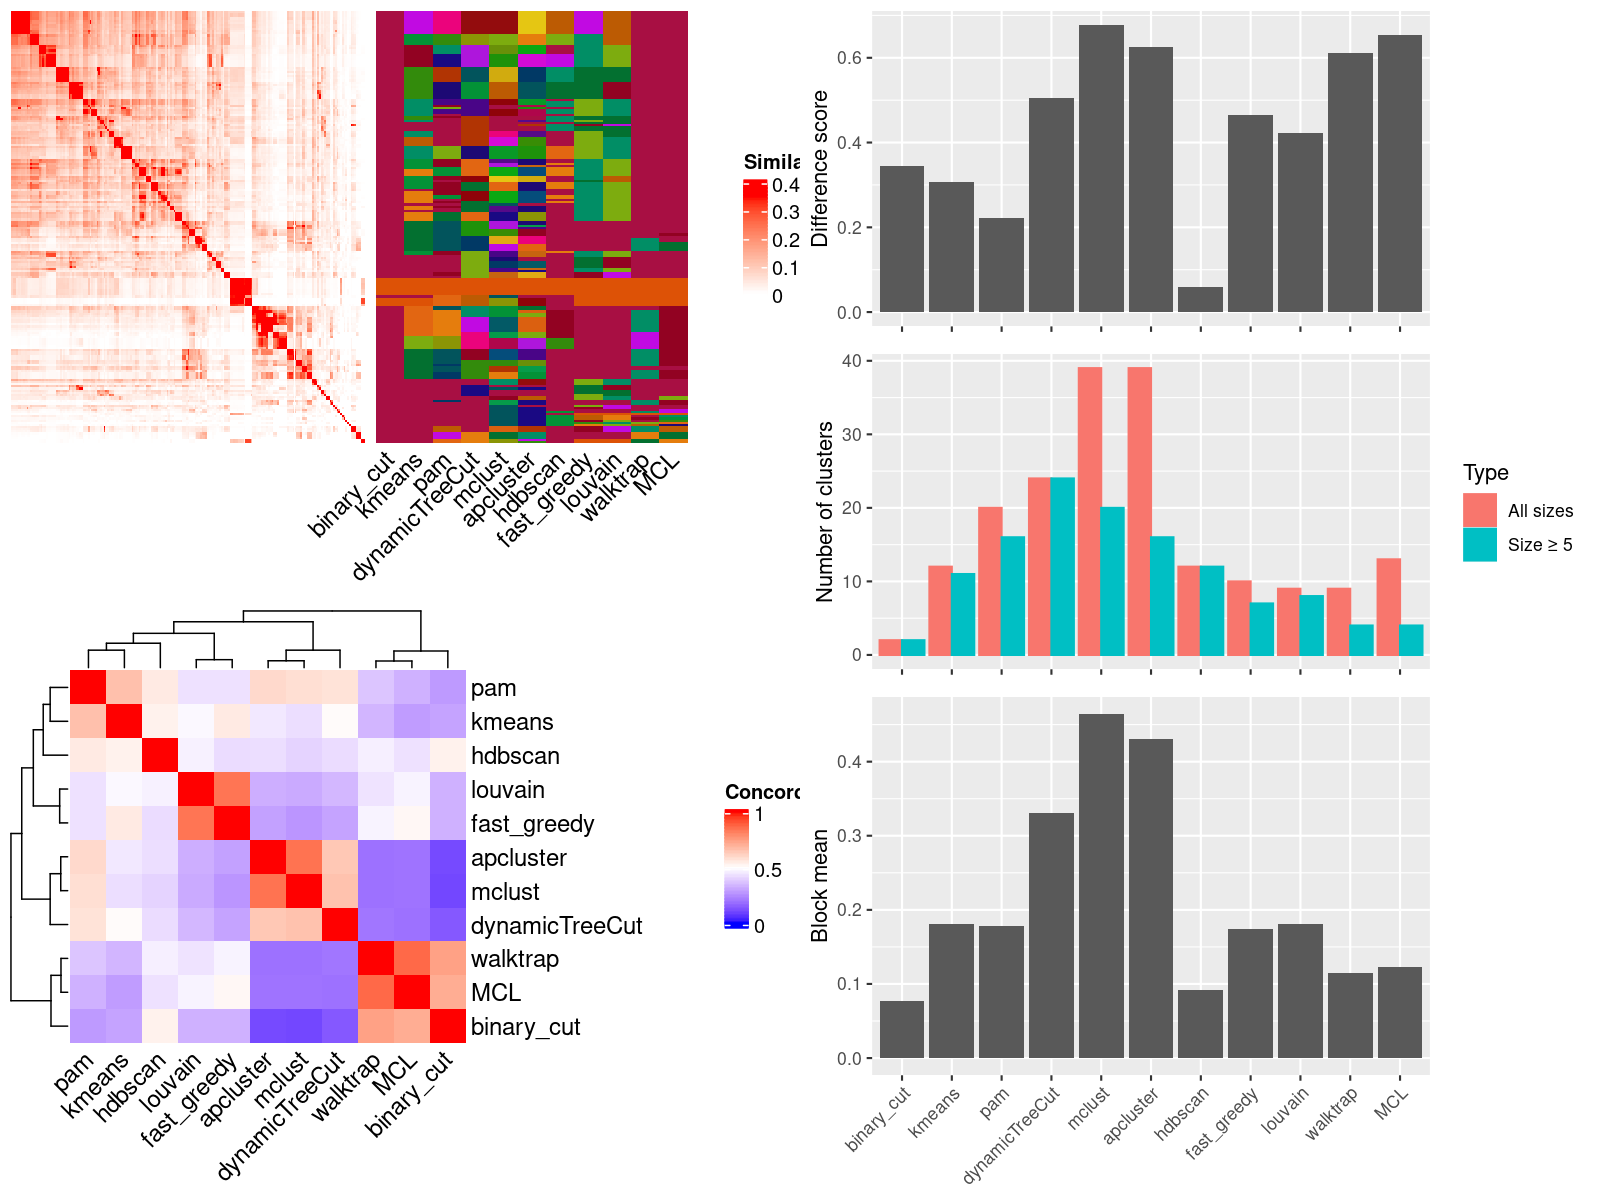 Simila
0.4
0.3
0.2
0.1
0
binary_cut
kmeans
pam
dynamicTreeCut
mclust
apcluster
hdbscan
fast_greedy
louvain
walktrap
MCL
pam
kmeans
hdbscan
louvain
fast_greedy
apcluster
mclust
dynamicTreeCut
walktrap
MCL
binary_cut
pam
kmeans
hdbscan
louvain
fast_greedy
apcluster
mclust
dynamicTreeCut
walktrap
MCL
binary_cut
Concord
1
0.5
0
Difference score
0.6
0.4
0.2
0.0
Number of clusters
40
30
20
10
0
Type
All sizes
Size ≥ 5
Block mean
0.4
0.3
0.2
0.1
0.0
binary_cut
kmeans
pam
dynamicTreeCut
mclust
apcluster
hdbscan
fast_greedy
louvain
walktrap
MCL